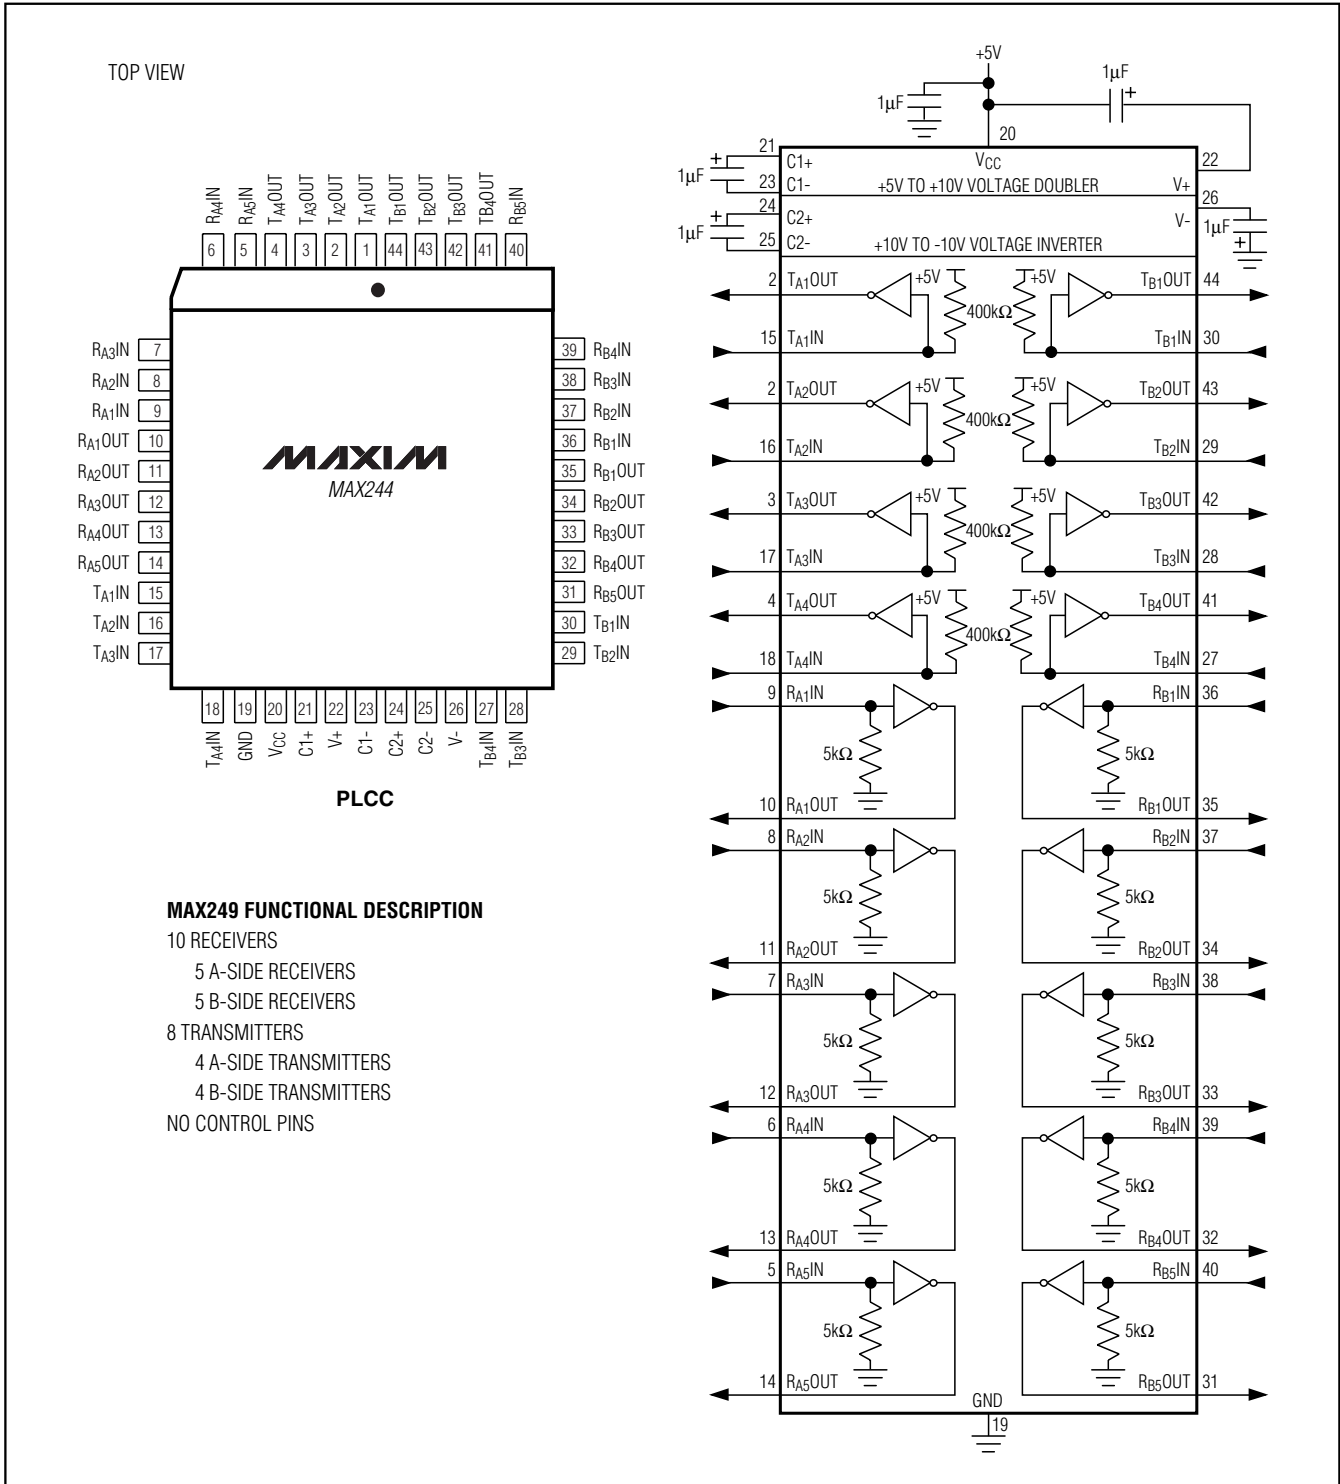 TOP VIEW
RA4IN
RA5IN
TA4OUT
TA3OUT
TA2OUT
TA1OUT
TB1OUT
TB2OUT
TB3OUT
TB4OUT
RB5IN
6 5 4 3 2 1 44 43 42 41 40
RA3IN 7
RA2IN 8
RA1IN 9
RA1OUT 10
RA2OUT 11
RA3OUT 12
RA4OUT 13
RA5OUT 14
TA1IN 15
TA2IN 16
TA3IN 17
MAXIM
MAX244
39 RB4IN
38 RB3IN
37 RB2IN
36 RB1IN
35 RB1OUT
34 RB2OUT
33 RB3OUT
32 RB4OUT
31 RB5OUT
30 TB1IN
29 TB2IN
18 19 20 21 22 23 24 25 26 27 28
TA4IN
GND
VCC
C1+
V+
C1-
C2+
C2-
V-
TB4IN
TB3IN
PLCC
MAX249 FUNCTIONAL DESCRIPTION
10 RECEIVERS
5 A-SIDE RECEIVERS
5 B-SIDE RECEIVERS
8 TRANSMITTERS
4 A-SIDE TRANSMITTERS
4 B-SIDE TRANSMITTERS
NO CONTROL PINS
+5V
1μF
1μF +
20
21 C1+ VCC 22
1μF +
23 C1- +5V TO +10V VOLTAGE DOUBLER V+
24 C2+ V- 26
1μF +
25 C2- +10V TO -10V VOLTAGE INVERTER
1μF +
2 TA1OUT +5V +5V TB1OUT 44
400kΩ
15 TA1IN TB1IN 30
2 TA2OUT +5V +5V TB2OUT 43
400kΩ
16 TA2IN TB2IN 29
3 TA3OUT +5V +5V TB3OUT 42
400kΩ
17 TA3IN TB3IN 28
4 TA4OUT +5V +5V TB4OUT 41
400kΩ
18 TA4IN TB4IN 27
9 RA1IN RB1IN 36
5kΩ 5kΩ
10 RA1OUT RB1OUT 35
8 RA2IN RB2IN 37
5kΩ 5kΩ
11 RA2OUT RB2OUT 34
7 RA3IN RB3IN 38
5kΩ 5kΩ
12 RA3OUT RB3OUT 33
6 RA4IN RB4IN 39
5kΩ 5kΩ
13 RA4OUT RB4OUT 32
5 RA5IN RB5IN 40
5kΩ 5kΩ
14 RA5OUT RB5OUT 31
GND
19